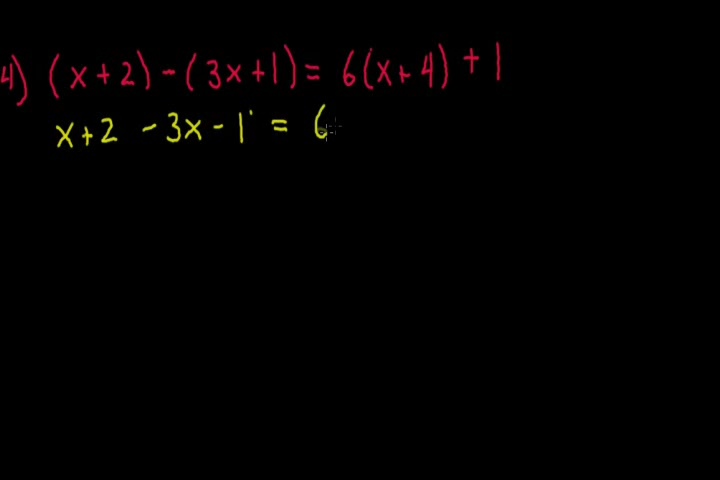 4) (x+2) - (3x+1) = 6(x+4) + 1
x+2 - 3x - 1 = 6